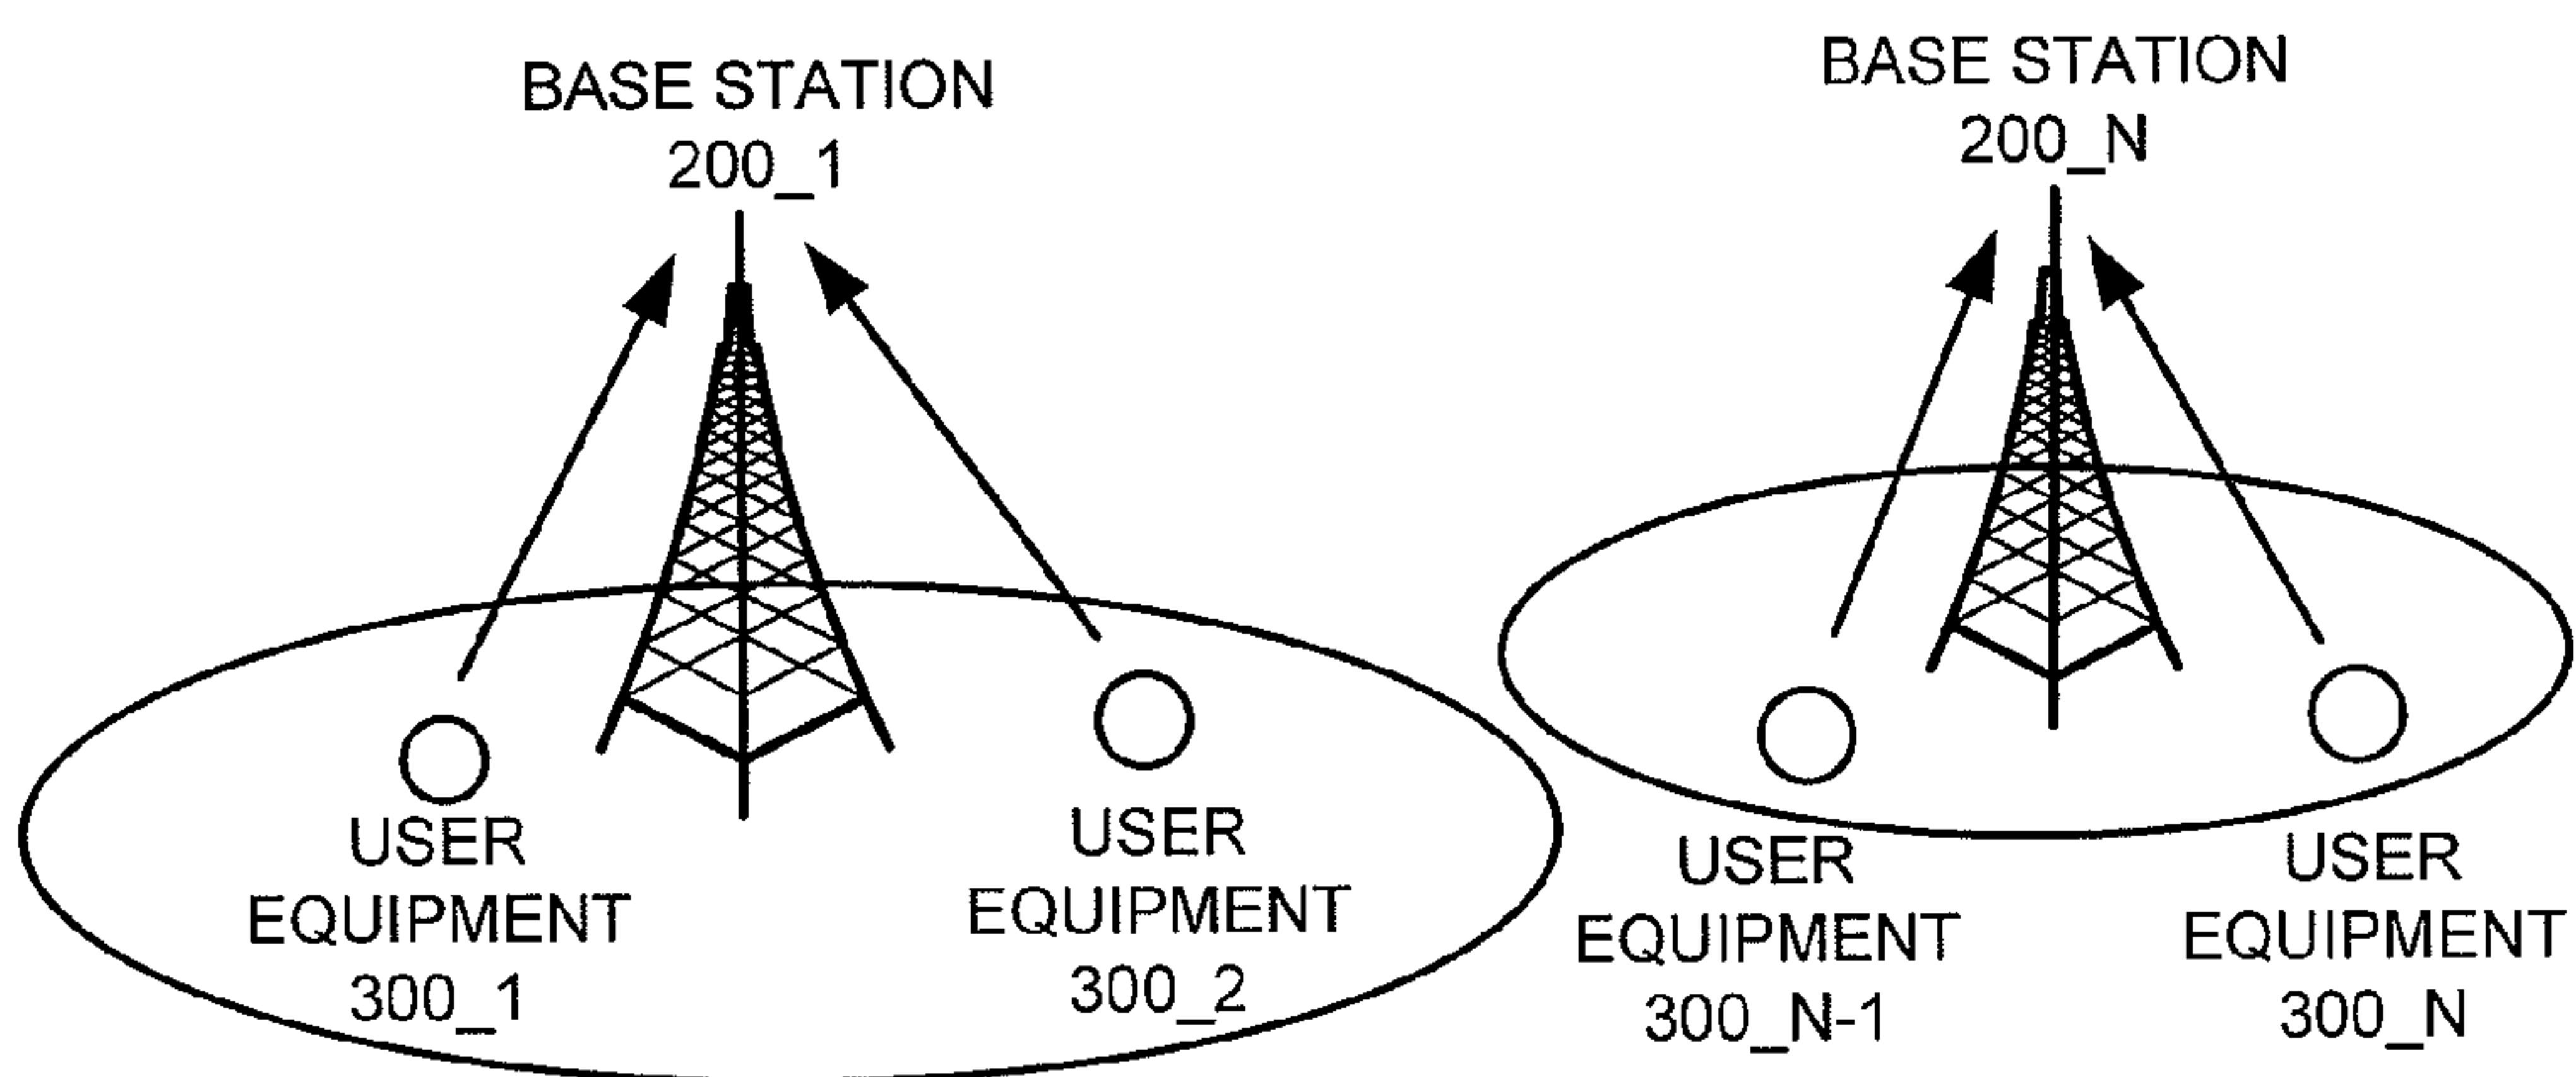 BASE STATION
200_1
BASE STATION
200_N
USER
EQUIPMENT
300_1
USER
EQUIPMENT
300_2
USER
EQUIPMENT
300_N-1
USER
EQUIPMENT
300_N